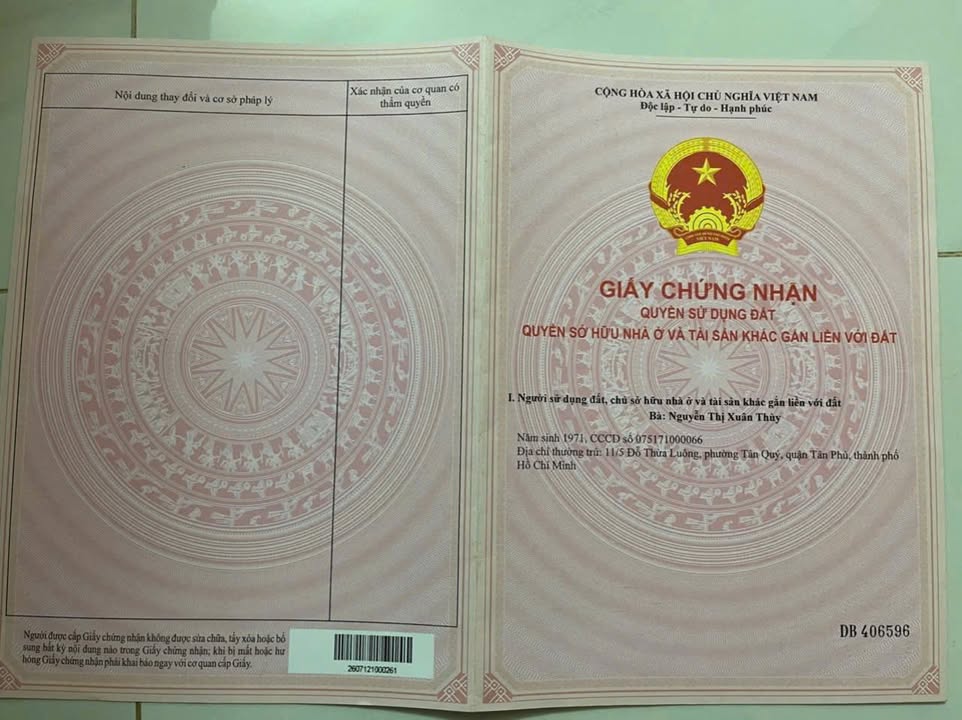 Nội dung thay đổi và cơ sở pháp lý
Xác nhận của cơ quan có
thẩm quyền
Người được cấp Giấy chứng nhận không được sửa chữa, tẩy xóa hoặc bổ
sung bất kỳ nội dung nào trong Giấy chứng nhận; khi bị mất hoặc hư
hỏng Giấy chứng nhận phải khai báo ngay với cơ quan cấp Giấy.
2607121000261
CỘNG HÒA XÃ HỘI CHỦ NGHĨA VIỆT NAM
Độc lập - Tự do - Hạnh phúc
VIỆT NAM
GIẤY CHỨNG NHẬN
QUYỀN SỬ DỤNG ĐẤT
QUYỀN SỞ HỮU NHÀ Ở VÀ TÀI SẢN KHÁC GẮN LIỀN VỚI ĐẤT
I. Người sử dụng đất, chủ sở hữu nhà ở và tài sản khác gắn liền với đất
Bà: Nguyễn Thị Xuân Thùy
Năm sinh 1971, CCCD số 075171000066
Địa chỉ thường trú: 11/5 Đỗ Thừa Luông, phường Tân Quý, quận Tân Phú, thành phố
Hồ Chí Minh
DB 406596